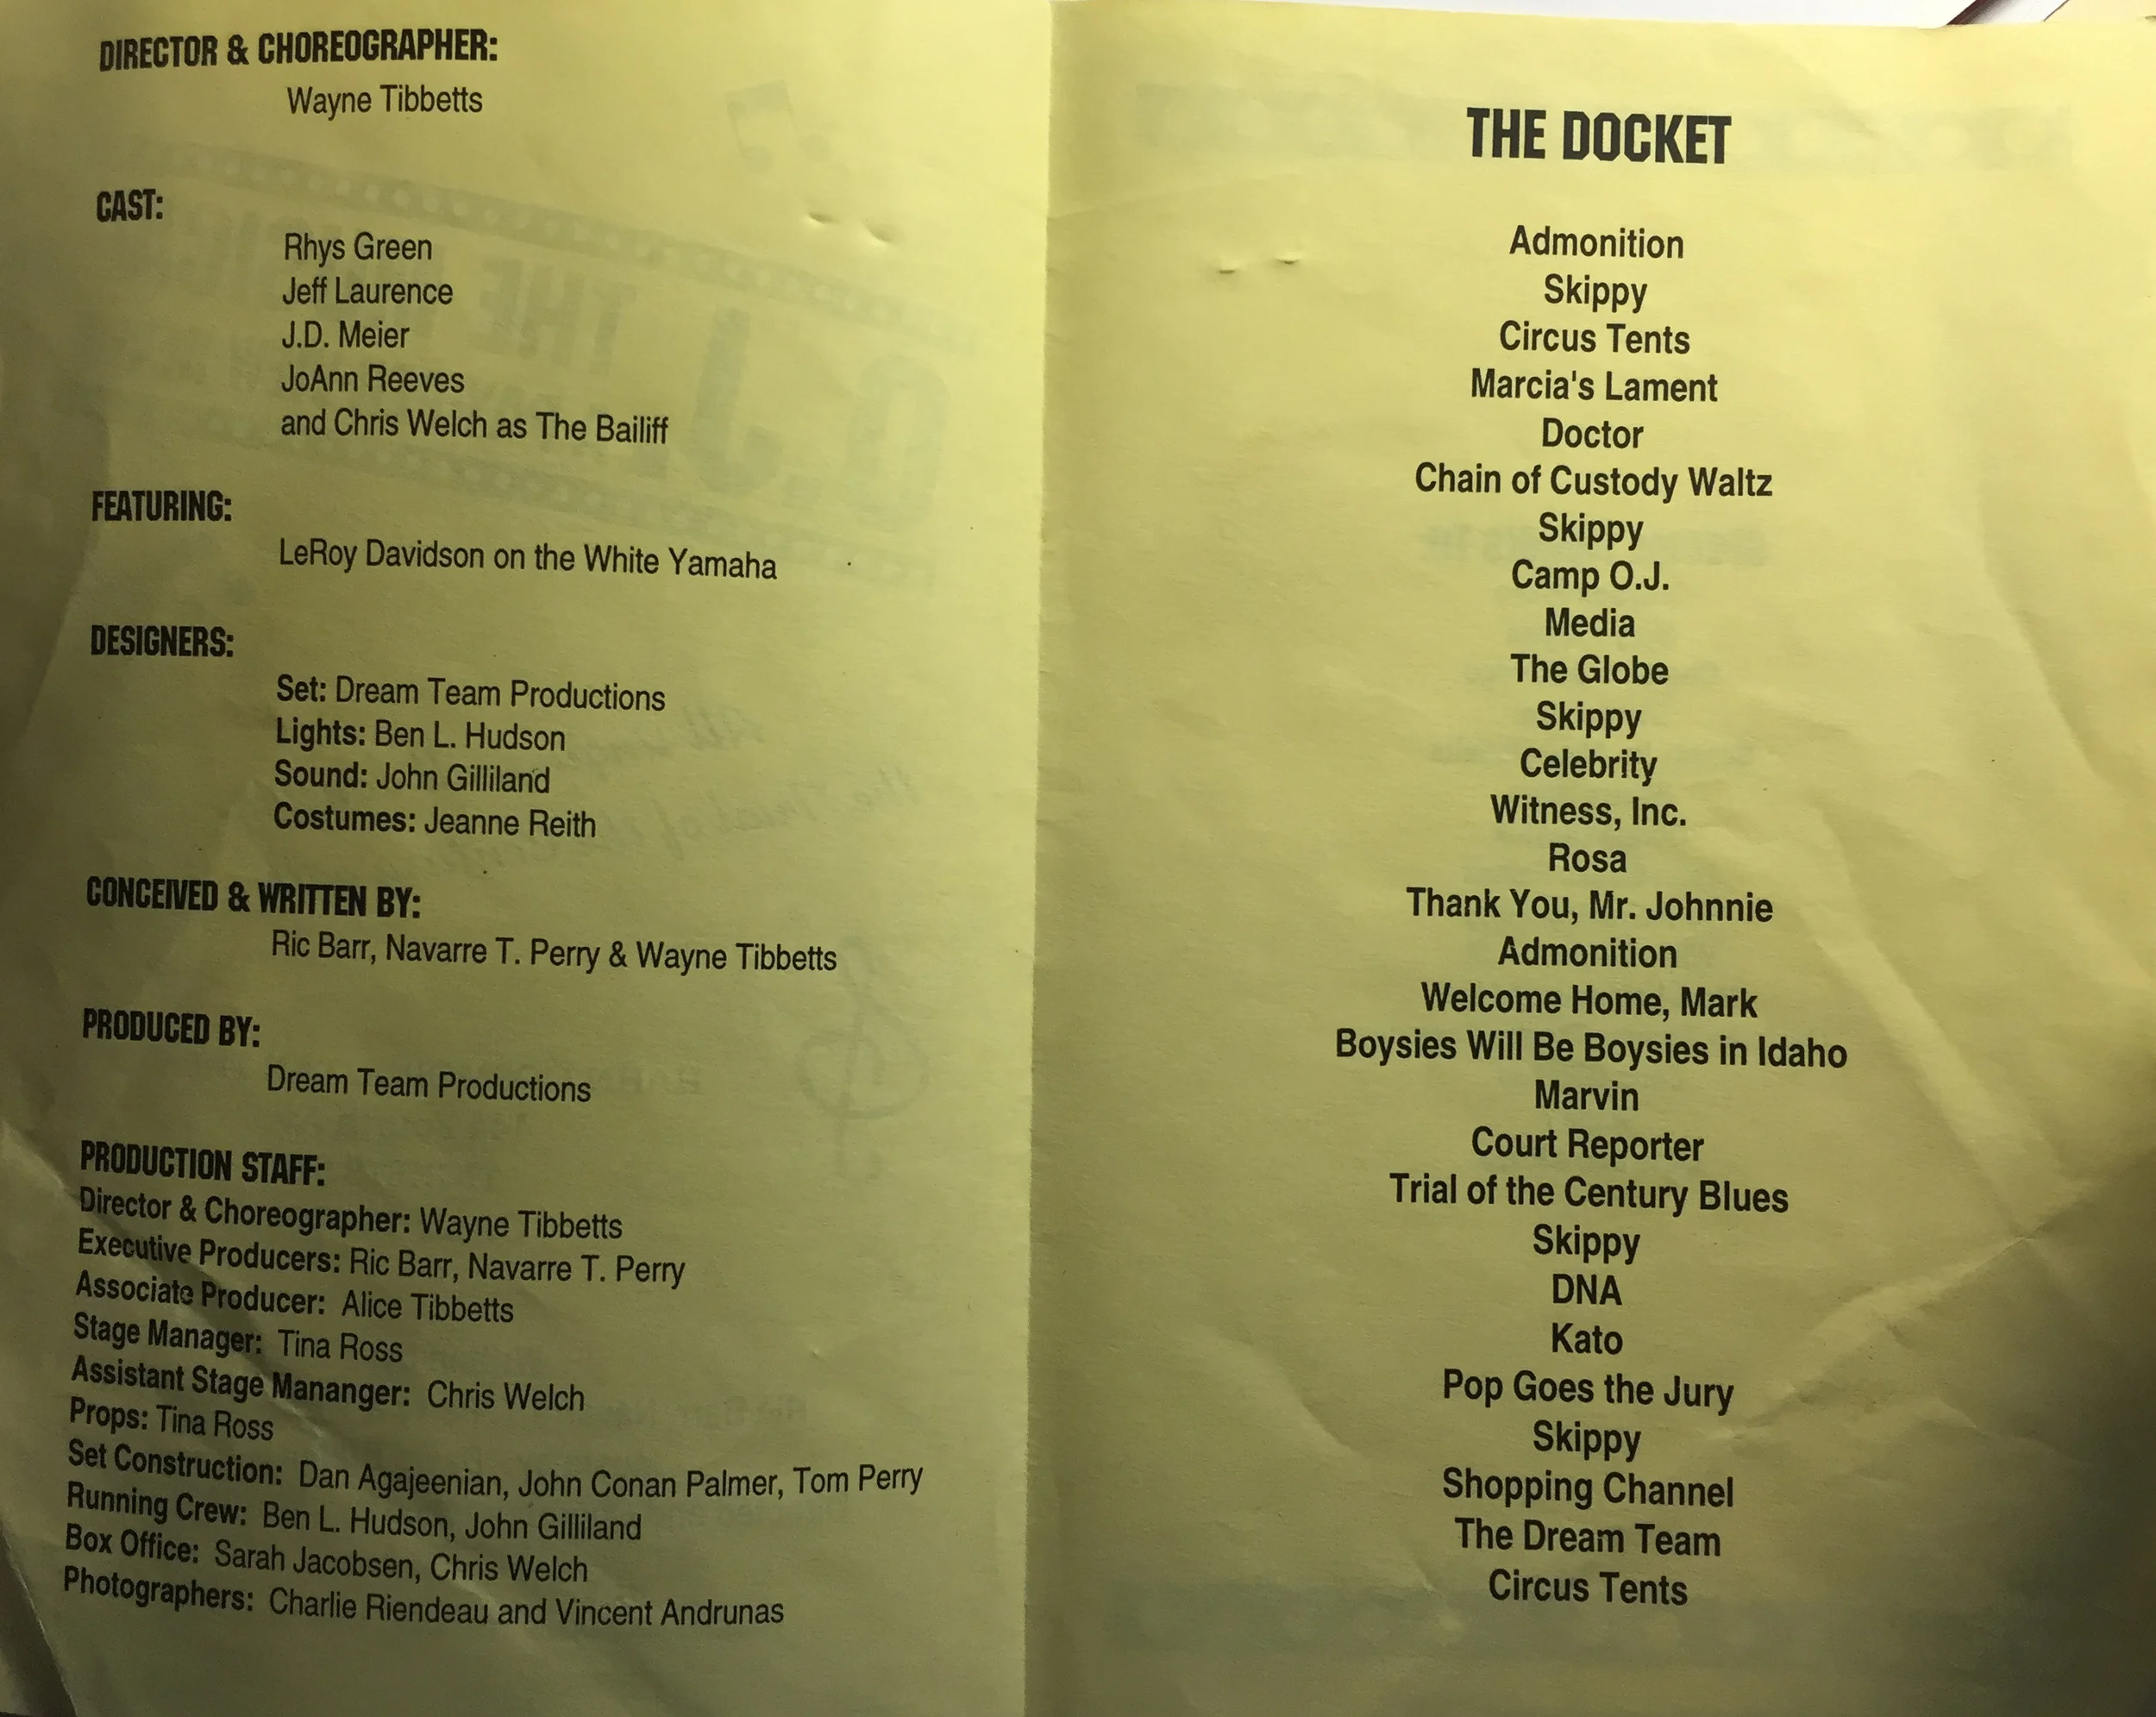 DIRECTOR & CHOREOGRAPHER:
Wayne Tibbetts
CAST:
Rhys Green
Jeff Laurence
J.D. Meier
JoAnn Reeves
and Chris Welch as The Bailiff
FEATURING:
LeRoy Davidson on the White Yamaha
DESIGNERS:
Set: Dream Team Productions
Lights: Ben L. Hudson
Sound: John Gilliland
Costumes: Jeanne Reith
CONCEIVED & WRITTEN BY:
Ric Barr, Navarre T. Perry & Wayne Tibbetts
PRODUCED BY:
Dream Team Productions
PRODUCTION STAFF:
Director & Choreographer: Wayne Tibbetts
Executive Producers: Ric Barr, Navarre T. Perry
Associate Producer: Alice Tibbetts
Stage Manager: Tina Ross
Assistant Stage Mananger: Chris Welch
Props: Tina Ross
Set Construction: Dan Agajeenian, John Conan Palmer, Tom Perry
Running Crew: Ben L. Hudson, John Gilliland
Box Office: Sarah Jacobsen, Chris Welch
Photographers: Charlie Riendeau and Vincent Andrunas
THE DOCKET
Admonition
Skippy
Circus Tents
Marcia's Lament
Doctor
Chain of Custody Waltz
Skippy
Camp O.J.
Media
The Globe
Skippy
Celebrity
Witness, Inc.
Rosa
Thank You, Mr. Johnnie
Admonition
Welcome Home, Mark
Boysies Will Be Boysies in Idaho
Marvin
Court Reporter
Trial of the Century Blues
Skippy
DNA
Kato
Pop Goes the Jury
Skippy
Shopping Channel
The Dream Team
Circus Tents